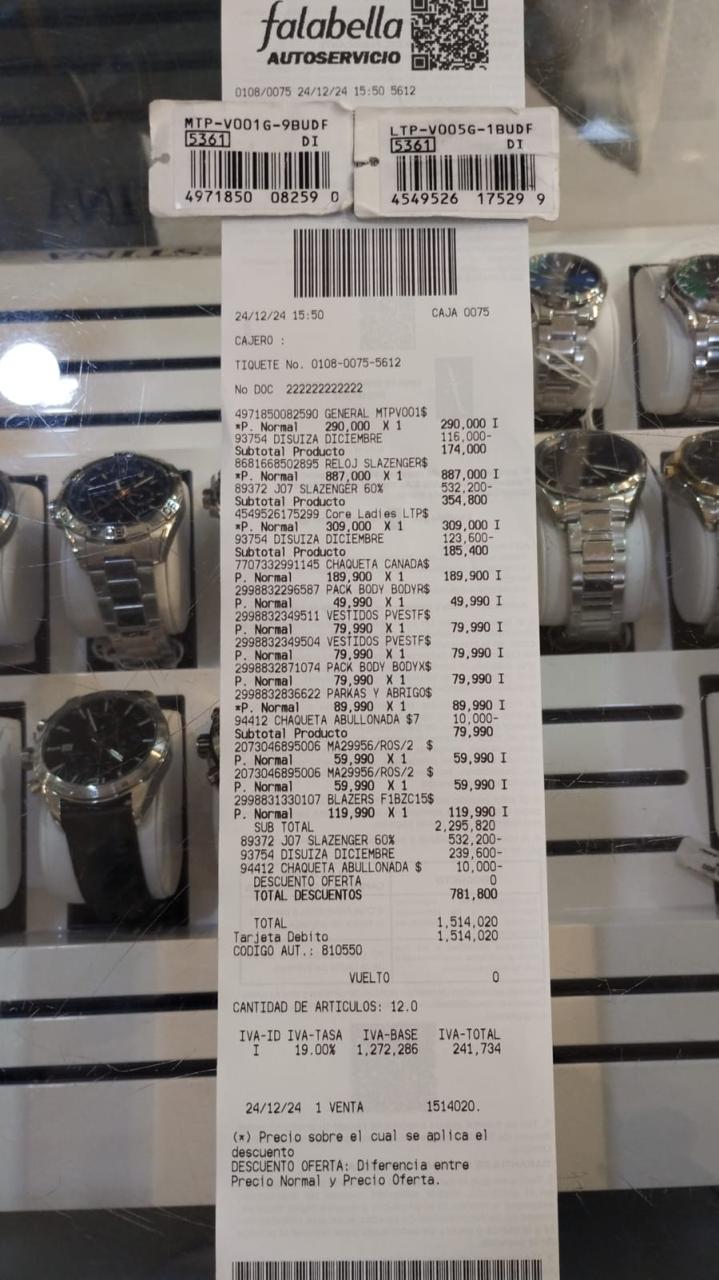 falabella
AUTOSERVICIO
0108/0075 24/12/24 15:50 5612
MTP-V001G-9BUDF
5361 DI
4971850 08259 0
LTP-V005G-1BUDF
5361 DI
4549526 17529 9
24/12/24 15:50 CAJA 0075
CAJERO :
TIQUETE No. 0108-0075-5612
No DOC 222222222222
4971850082590 GENERAL MTPV001$
*P. Normal 290,000 X 1 290,000 I
93754 DISUIZA DICIEMBRE 116,000-
Subtotal Producto 174,000
8681668502895 RELOJ SLAZENGER$
*P. Normal 887,000 X 1 887,000 I
89372 J07 SLAZENGER 60% 532,200-
Subtotal Producto 354,800
4549526175299 Core Ladies LTP$
*P. Normal 309,000 X 1 309,000 I
93754 DISUIZA DICIEMBRE 123,600-
Subtotal Producto 185,400
7707332991145 CHAQUETA CANADA$
P. Normal 189,900 X 1 189,900 I
2998832296587 PACK BODY BODYR$
P. Normal 49,990 X 1 49,990 I
2998832349511 VESTIDOS PVESTF$
P. Normal 79,990 X 1 79,990 I
2998832349504 VESTIDOS PVESTF$
P. Normal 79,990 X 1 79,990 I
2998832871074 PACK BODY BODYX$
P. Normal 79,990 X 1 79,990 I
2998832836622 PARKAS Y ABRIGO$
*P. Normal 89,990 X 1 89,990 I
94412 CHAQUETA ABULLONADA $7 10,000-
Subtotal Producto 79,990
2073046895006 MA29956/ROS/2 $
P. Normal 59,990 X 1 59,990 I
2073046895006 MA29956/ROS/2 $
P. Normal 59,990 X 1 59,990 I
2998831330107 BLAZERS F1BZC15$
P. Normal 119,990 X 1 119,990 I
SUB TOTAL 2,295,820
89372 J07 SLAZENGER 60% 532,200-
93754 DISUIZA DICIEMBRE 239,600-
94412 CHAQUETA ABULLONADA $ 10,000-
DESCUENTO OFERTA 0
TOTAL DESCUENTOS 781,800
TOTAL 1,514,020
Tarjeta Debito 1,514,020
CODIGO AUT.: 810550
VUELTO 0
CANTIDAD DE ARTICULOS: 12.0
IVA-ID IVA-TASA IVA-BASE IVA-TOTAL
I 19.00% 1,272,286 241,734
24/12/24 1 VENTA 1514020.
(*) Precio sobre el cual se aplica el
descuento
DESCUENTO OFERTA: Diferencia entre
Precio Normal y Precio Oferta.